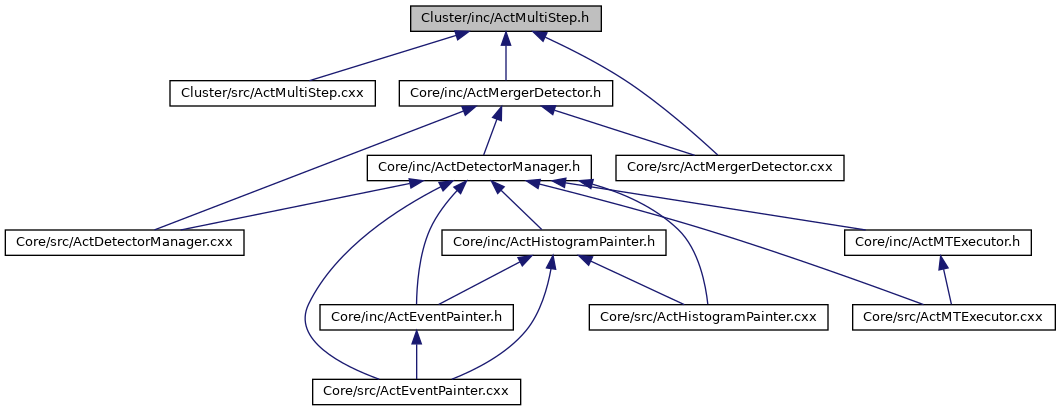 Cluster/inc/ActMultiStep.h
Cluster/src/ActMultiStep.cxx
Core/inc/ActMergerDetector.h
Core/inc/ActDetectorManager.h
Core/src/ActMergerDetector.cxx
Core/src/ActDetectorManager.cxx
Core/inc/ActHistogramPainter.h
Core/inc/ActMTExecutor.h
Core/inc/ActEventPainter.h
Core/src/ActHistogramPainter.cxx
Core/src/ActMTExecutor.cxx
Core/src/ActEventPainter.cxx